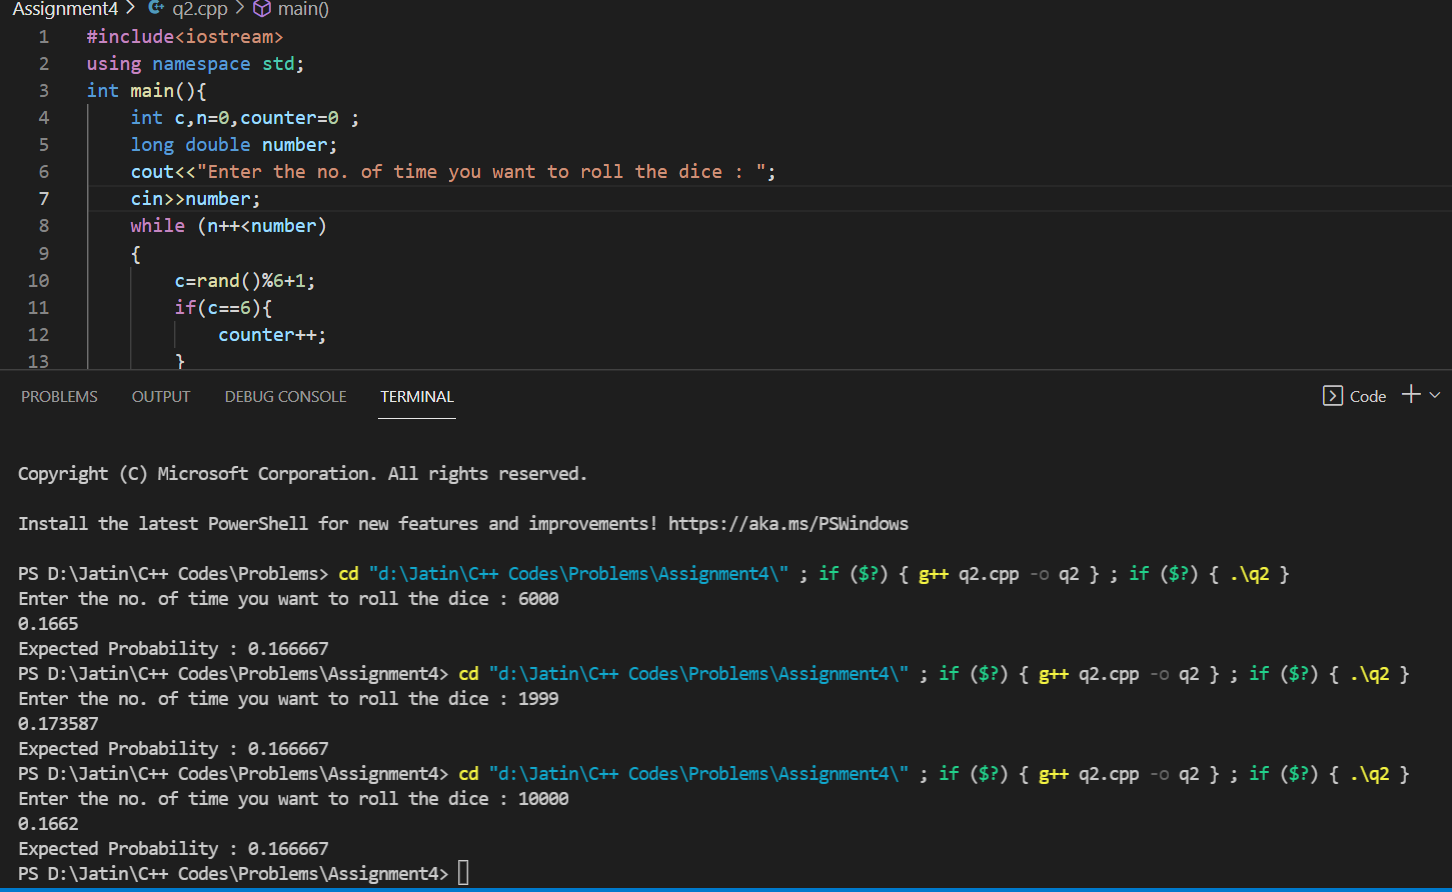 Assignment4 > q2.cpp > main()
1 #include<iostream>
2 using namespace std;
3 int main(){
4 int c,n=0,counter=0 ;
5 long double number;
6 cout<<"Enter the no. of time you want to roll the dice : ";
7 cin>>number;
8 while (n++<number)
9 {
10 c=rand()%6+1;
11 if(c==6){
12 counter++;
13 }
PROBLEMS OUTPUT DEBUG CONSOLE TERMINAL Code
Copyright (C) Microsoft Corporation. All rights reserved.
Install the latest PowerShell for new features and improvements! https://aka.ms/PSWindows
PS D:\Jatin\C++ Codes\Problems> cd "d:\Jatin\C++ Codes\Problems\Assignment4\" ; if ($?) { g++ q2.cpp -o q2 } ; if ($?) { .\q2 }
Enter the no. of time you want to roll the dice : 6000
0.1665
Expected Probability : 0.166667
PS D:\Jatin\C++ Codes\Problems\Assignment4> cd "d:\Jatin\C++ Codes\Problems\Assignment4\" ; if ($?) { g++ q2.cpp -o q2 } ; if ($?) { .\q2 }
Enter the no. of time you want to roll the dice : 1999
0.173587
Expected Probability : 0.166667
PS D:\Jatin\C++ Codes\Problems\Assignment4> cd "d:\Jatin\C++ Codes\Problems\Assignment4\" ; if ($?) { g++ q2.cpp -o q2 } ; if ($?) { .\q2 }
Enter the no. of time you want to roll the dice : 10000
0.1662
Expected Probability : 0.166667
PS D:\Jatin\C++ Codes\Problems\Assignment4>